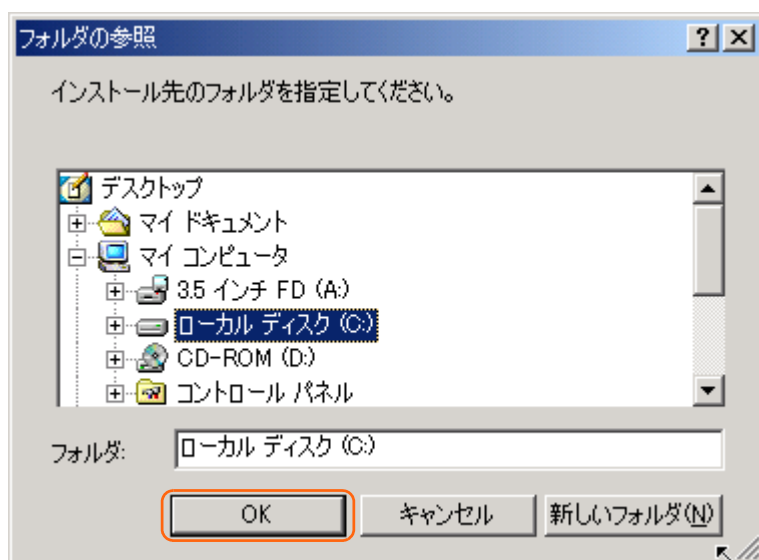 フォルダの参照
インストール先のフォルダを指定してください。
デスクトップ
マイ ドキュメント
マイ コンピュータ
3.5 インチ FD (A:)
ローカル ディスク (C:)
CD-ROM (D:)
コントロール パネル
フォルダ: ローカル ディスク (C:)
OK キャンセル 新しいフォルダ(N)